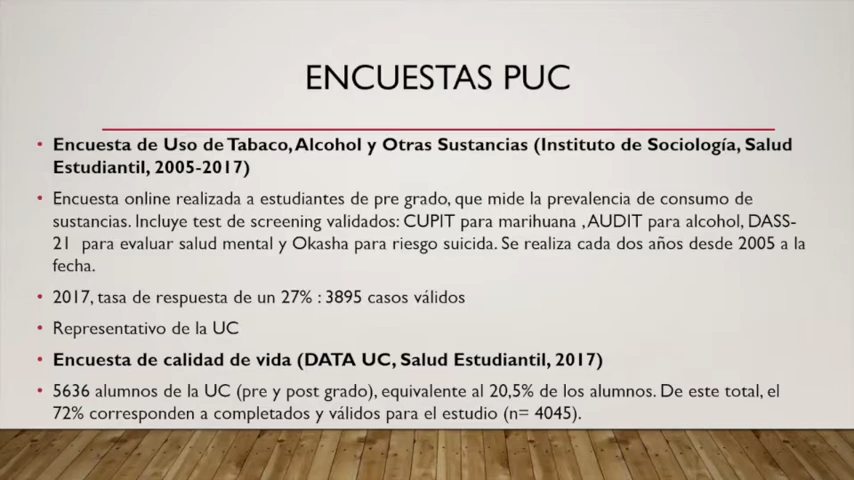 ENCUESTAS PUC
• Encuesta de Uso de Tabaco, Alcohol y Otras Sustancias (Instituto de Sociología, Salud
Estudiantil, 2005-2017)
• Encuesta online realizada a estudiantes de pre grado, que mide la prevalencia de consumo de
sustancias. Incluye test de screening validados: CUPIT para marihuana , AUDIT para alcohol, DASS-
21 para evaluar salud mental y Okasha para riesgo suicida. Se realiza cada dos años desde 2005 a la
fecha.
• 2017, tasa de respuesta de un 27% : 3895 casos válidos
• Representativo de la UC
• Encuesta de calidad de vida (DATA UC, Salud Estudiantil, 2017)
• 5636 alumnos de la UC (pre y post grado), equivalente al 20,5% de los alumnos. De este total, el
72% corresponden a completados y válidos para el estudio (n= 4045).